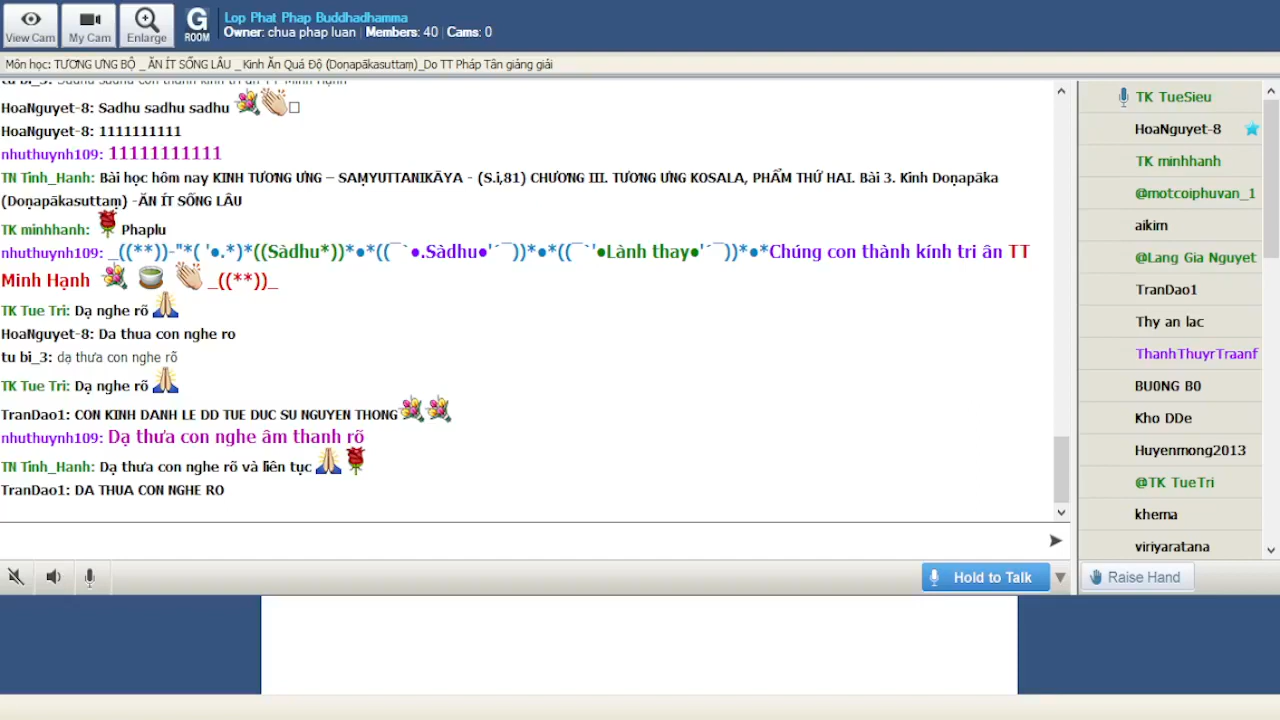 View Cam
My Cam
Enlarge
G
ROOM
Lop Phat Phap Buddhadhamma
Owner: chua phap luan | Members: 40 | Cams: 0
Môn học: TƯƠNG ƯNG BỘ _ ĂN ÍT SỐNG LÂU _ Kinh Ăn Quá Độ (Doṇapākasuttaṃ)_Do TT Pháp Tân giảng giải
HoaNguyet-8: Sadhu sadhu sadhu
HoaNguyet-8: 1111111111
nhuthuynh109: 11111111111
TN Tinh_Hanh: Bài học hôm nay KINH TƯƠNG ƯNG – SAṂYUTTANIKĀYA - (S.i,81) CHƯƠNG III. TƯƠNG ƯNG KOSALA, PHẨM THỨ HAI. Bài 3. Kinh Doṇapāka
(Doṇapākasuttaṃ) -ĂN ÍT SỐNG LÂU
TK minhhanh: Phaplu
nhuthuynh109: _((**))-"*( '●.*)*((Sàdhu*))*●*((¯`●.Sàdhu●'´¯))*●*((¯`'●Lành thay●'´¯))*●*Chúng con thành kính tri ân TT
Minh Hạnh _((**))_
TK Tue Tri: Dạ nghe rõ
HoaNguyet-8: Da thua con nghe ro
tu bi_3: dạ thưa con nghe rõ
TK Tue Tri: Dạ nghe rõ
TranDao1: CON KINH DANH LE DD TUE DUC SU NGUYEN THONG
nhuthuynh109: Dạ thưa con nghe âm thanh rõ
TN Tinh_Hanh: Dạ thưa con nghe rõ và liên tục
TranDao1: DA THUA CON NGHE RO
Hold to Talk
TK TueSieu
HoaNguyet-8
TK minhhanh
@motcoiphuvan_1
aikim
@Lang Gia Nguyet
TranDao1
Thy an lac
ThanhThuyrTraanf
BU0NG B0
Kho DDe
Huyenmong2013
@TK TueTri
khema
viriyaratana
Raise Hand